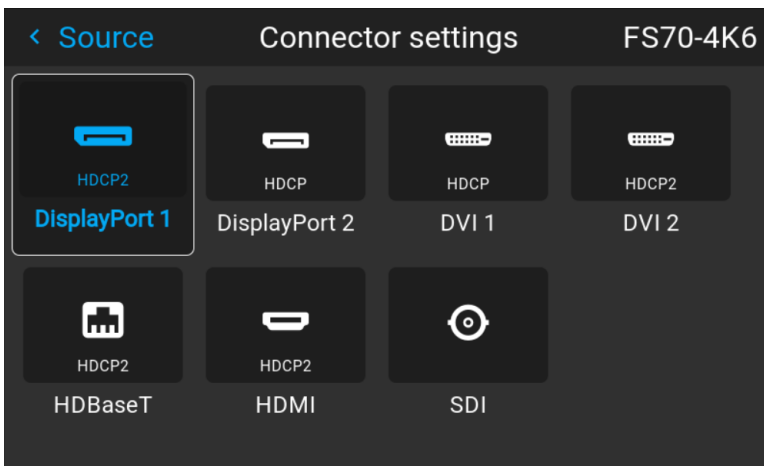 Source Connector settings FS70-4K6
HDCP2 HDCP HDCP HDCP2
DisplayPort 1 DisplayPort 2 DVI 1 DVI 2
HDCP2 HDCP2
HDBaseT HDMI SDI